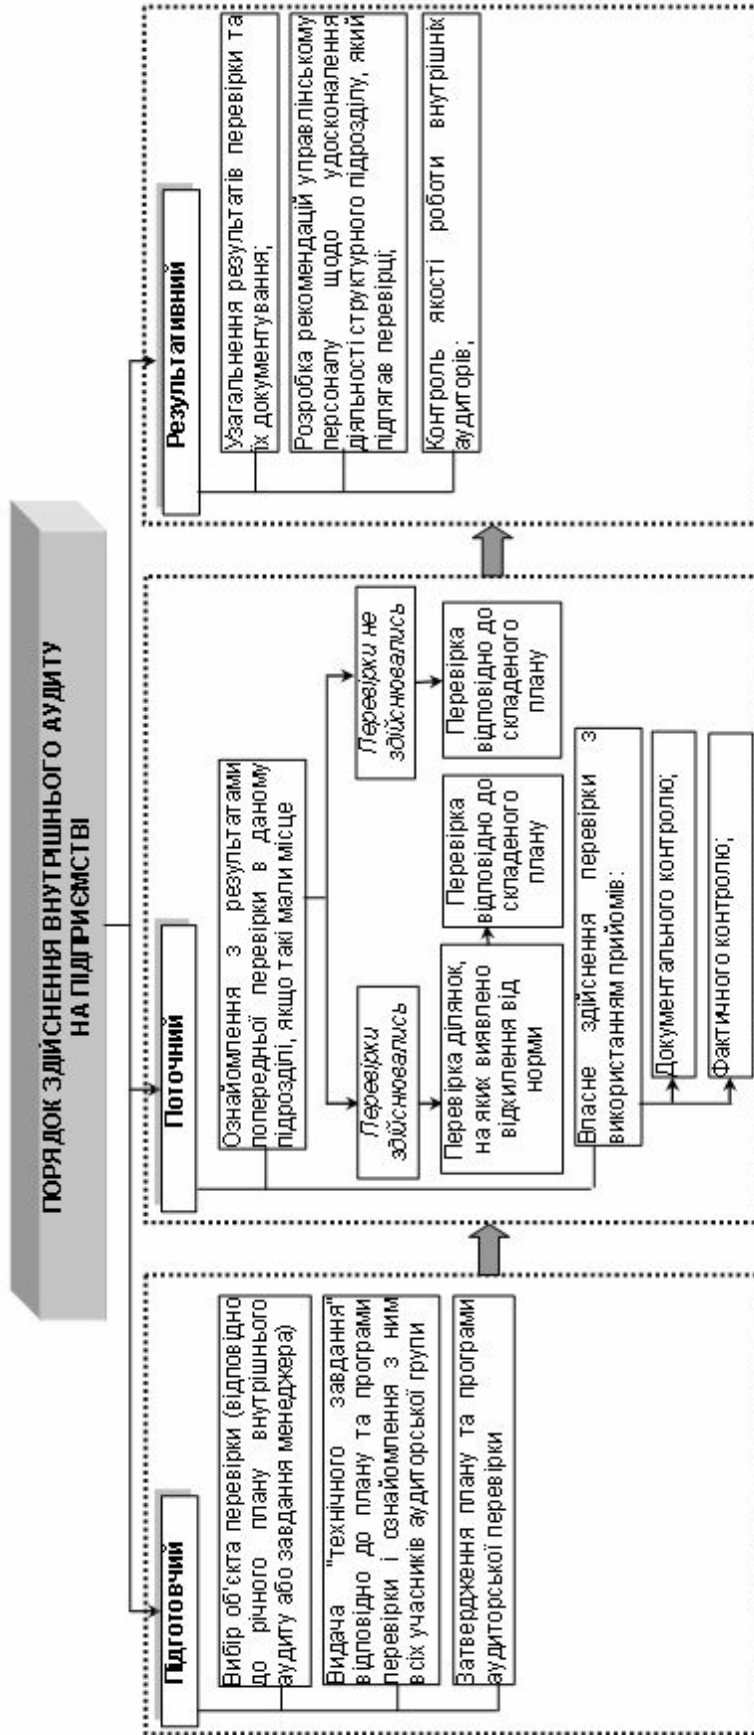 ПОРЯДОК ЗДІЙСНЕННЯ ВНУТРІШНЬОГО АУДИТУ
НА ПІДПРИЄМСТВІ
Підготовчий
Вибір об'єкта перевірки (відповідно
до річного плану внутрішнього
аудиту або завдання менеджера)
Видача "технічного завдання"
відповідно до плану та програми
перевірки і ознайомлення з ним
всіх учасників аудиторської групи
Затвердження плану та програми
аудиторської перевірки
Поточний
Ознайомлення з результатами
попередньої перевірки в даному
підрозділі, якщо такі мали місце
Перевірки
здійснювались
Перевірки не
здійснювались
Перевірка ділянок,
на яких виявлено
відхилення від
норми
Перевірка
відповідно до
складеного
плану
Перевірка
відповідно до
складеного
плану
Власне здійснення перевірки з
використанням прийомів:
Документального контролю;
Фактичного контролю;
Результативний
Узагальнення результатів перевірки та
їх документування;
Розробка рекомендацій управлінському
персоналу щодо удосконалення
діяльності структурного підрозділу, який
підлягав перевірці;
Контроль якості роботи внутрішніх
аудиторів;